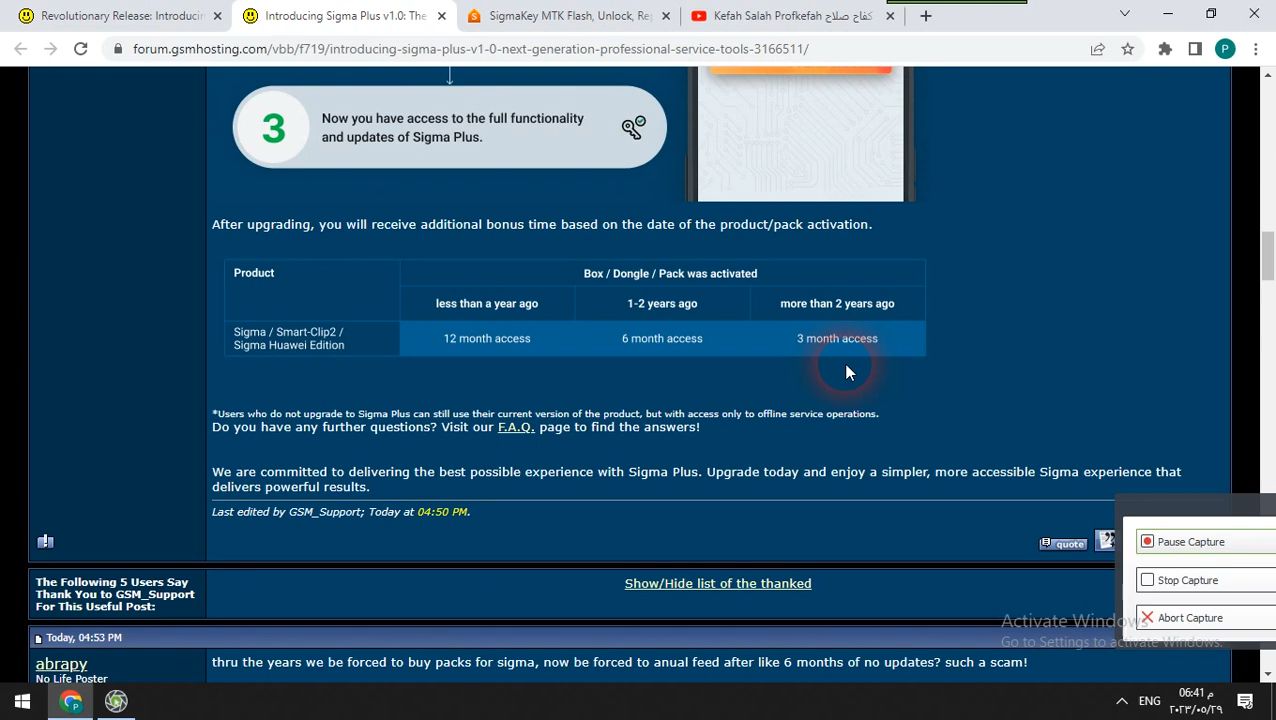 Revolutionary Release: Introduci
Introducing Sigma Plus v1.0: The
SigmaKey MTK Flash, Unlock, Rep
Kefah Salah Profkefah كفاح صلاح
forum.gsmhosting.com/vbb/f719/introducing-sigma-plus-v1-0-next-generation-professional-service-tools-3166511/
P
3
Now you have access to the full functionality
and updates of Sigma Plus.
After upgrading, you will receive additional bonus time based on the date of the product/pack activation.
Product
Box / Dongle / Pack was activated
less than a year ago
1-2 years ago
more than 2 years ago
Sigma / Smart-Clip2 /
Sigma Huawei Edition
12 month access
6 month access
3 month access
*Users who do not upgrade to Sigma Plus can still use their current version of the product, but with access only to offline service operations.
Do you have any further questions? Visit our F.A.Q. page to find the answers!
We are committed to delivering the best possible experience with Sigma Plus. Upgrade today and enjoy a simpler, more accessible Sigma experience that
delivers powerful results.
Last edited by GSM_Support; Today at 04:50 PM.
quote
Pause Capture
Stop Capture
Abort Capture
The Following 5 Users Say
Thank You to GSM_Support
For This Useful Post:
Show/Hide list of the thanked
Activate Windows
Go to Settings to activate Windows.
Today, 04:53 PM
abrapy
No Life Poster
thru the years we be forced to buy packs for sigma, now be forced to anual feed after like 6 months of no updates? such a scam!
P
ENG
06:41 م
٢٠٢٣/٠٥/٢٩